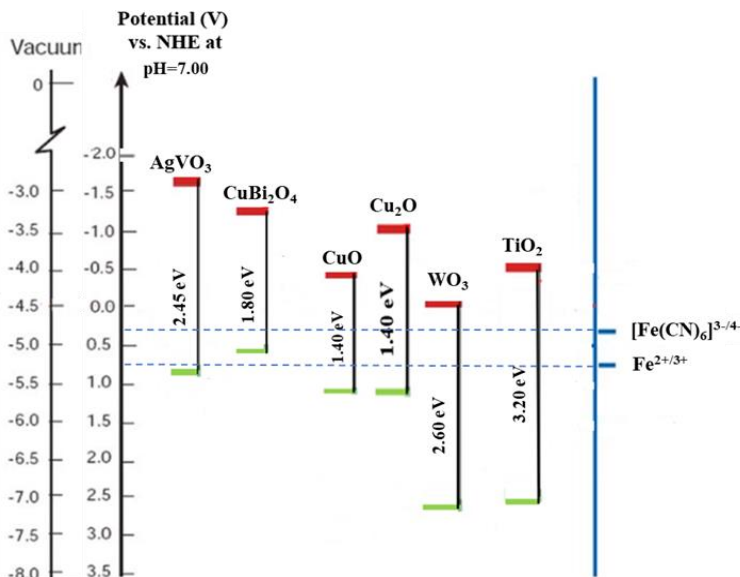 Potential (V)
vs. NHE at
pH=7.00
Vacuum
0
-3.0
-3.5
-4.0
-4.5
-5.0
-5.5
-6.0
-6.5
-7.0
-7.5
-8.0
-2.0
-1.5
-1.0
-0.5
0.0
0.5
1.0
1.5
2.0
2.5
3.0
3.5
AgVO₃
2.45 eV
CuBi₂O₄
1.80 eV
CuO
1.40 eV
Cu₂O
1.40 eV
WO₃
2.60 eV
TiO₂
3.20 eV
[Fe(CN)₆]³⁻/⁴⁻
Fe²⁺/³⁺